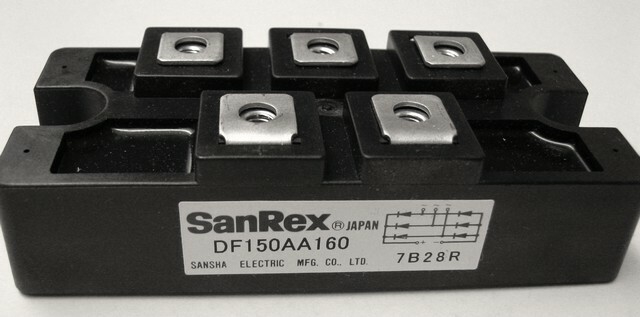 SanRex ® JAPAN
DF150AA160
SANSHA ELECTRIC MFG. CO., LTD.
~ ~ ~
+ -
7B28R